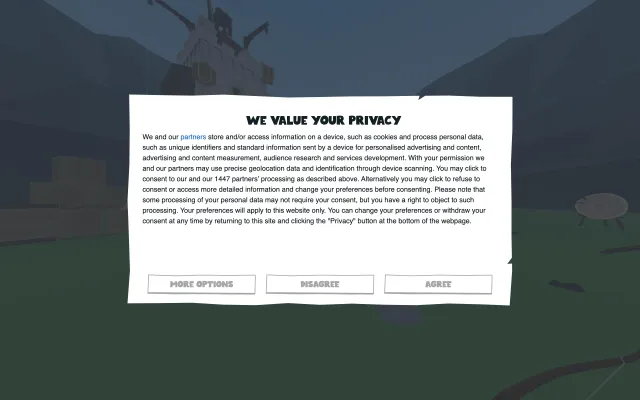 WE VALUE YOUR PRIVACY
We and our partners store and/or access information on a device, such as cookies and process personal data,
such as unique identifiers and standard information sent by a device for personalised advertising and content,
advertising and content measurement, audience research and services development. With your permission we
and our partners may use precise geolocation data and identification through device scanning. You may click to
consent to our and our 1447 partners' processing as described above. Alternatively you may click to refuse to
consent or access more detailed information and change your preferences before consenting. Please note that
some processing of your personal data may not require your consent, but you have a right to object to such
processing. Your preferences will apply to this website only. You can change your preferences or withdraw your
consent at any time by returning to this site and clicking the "Privacy" button at the bottom of the webpage.
MORE OPTIONS DISAGREE AGREE